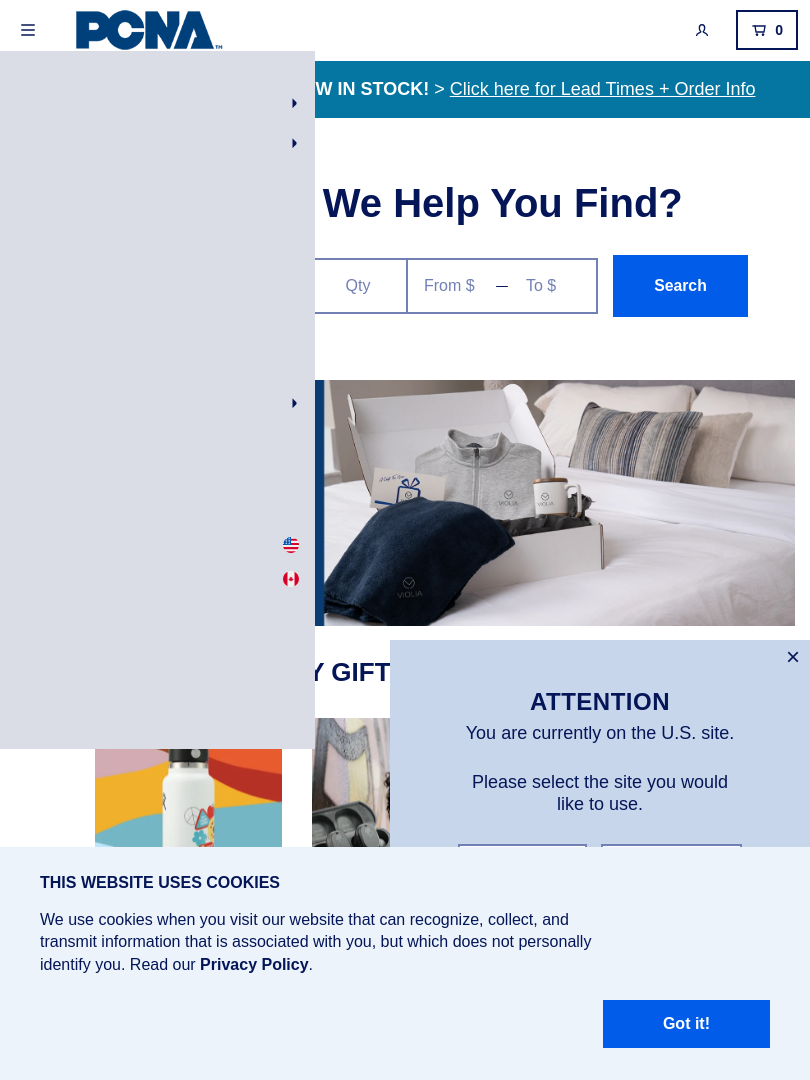 PCNA™
0
W IN STOCK! > Click here for Lead Times + Order Info
We Help You Find?
Qty
From $ — To $
Search
VIOLIA
VIOLIA
VIOLIA
Y GIFT
ATTENTION
You are currently on the U.S. site.
Please select the site you would
like to use.
THIS WEBSITE USES COOKIES
We use cookies when you visit our website that can recognize, collect, and
transmit information that is associated with you, but which does not personally
identify you. Read our Privacy Policy.
Got it!